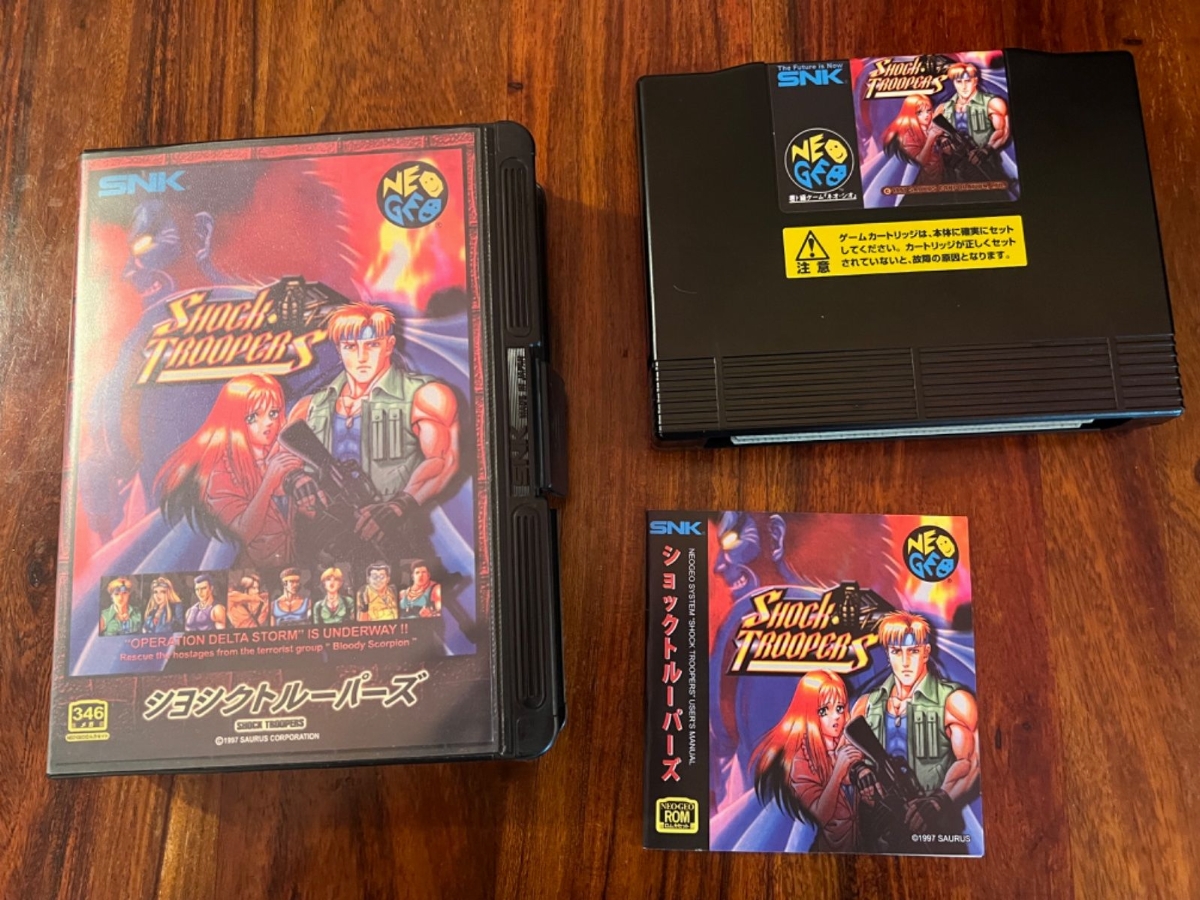 SNK
NEO
GEO
SHOCK
TROOPERS
"OPERATION DELTA STORM" IS UNDERWAY !!
Rescue the hostages from the terrorist group " Bloody Scorpion "
ショシクトルーパーズ
SHOCK TROOPERS
©1997 SAURUS CORPORATION
346
SNK
The Future is Now
SNK
NEO
GEO
SHOCK
TROOPERS
注意
ゲームカートリッジは、本体に確実にセット
してください。カートリッジが正しくセット
されていないと、故障の原因となります。
SNK
ショックトルーパーズ
NEOGEO SYSTEM "SHOCK TROOPERS" USER'S MANUAL
NEO·GEO
ROM
NEO
GEO
SHOCK
TROOPERS
©1997 SAURUS